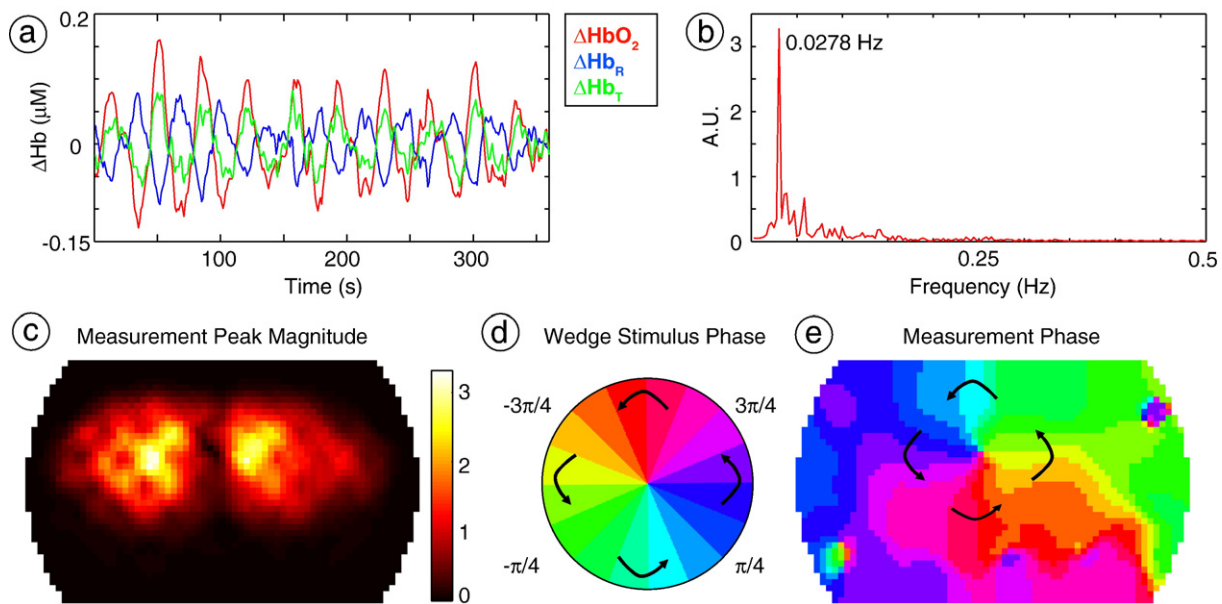 a
0.2
0
-0.15
ΔHb (μM)
100
200
300
Time (s)
ΔHbO₂
ΔHb_R
ΔHb_T
b
0.0278 Hz
3
2
1
0
A.U.
0.25
0.5
Frequency (Hz)
c
Measurement Peak Magnitude
3
2
1
0
d
Wedge Stimulus Phase
-3π/4
3π/4
-π/4
π/4
e
Measurement Phase